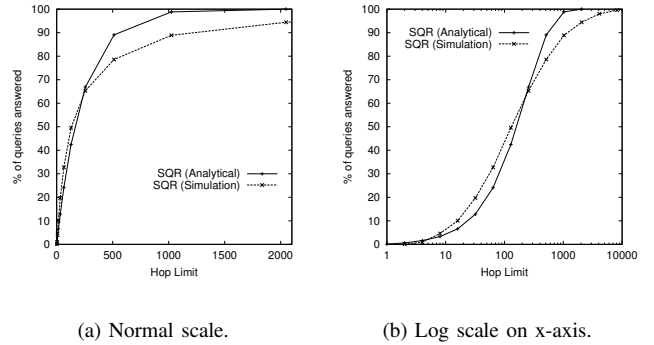 100
90
80
70
60
50
40
30
20
10
0
% of queries answered
SQR (Analytical)
SQR (Simulation)
0 500 1000 1500 2000
Hop Limit
(a) Normal scale.
100
90
80
70
60
50
40
30
20
10
0
% of queries answered
SQR (Analytical)
SQR (Simulation)
1 10 100 1000 10000
Hop Limit
(b) Log scale on x-axis.